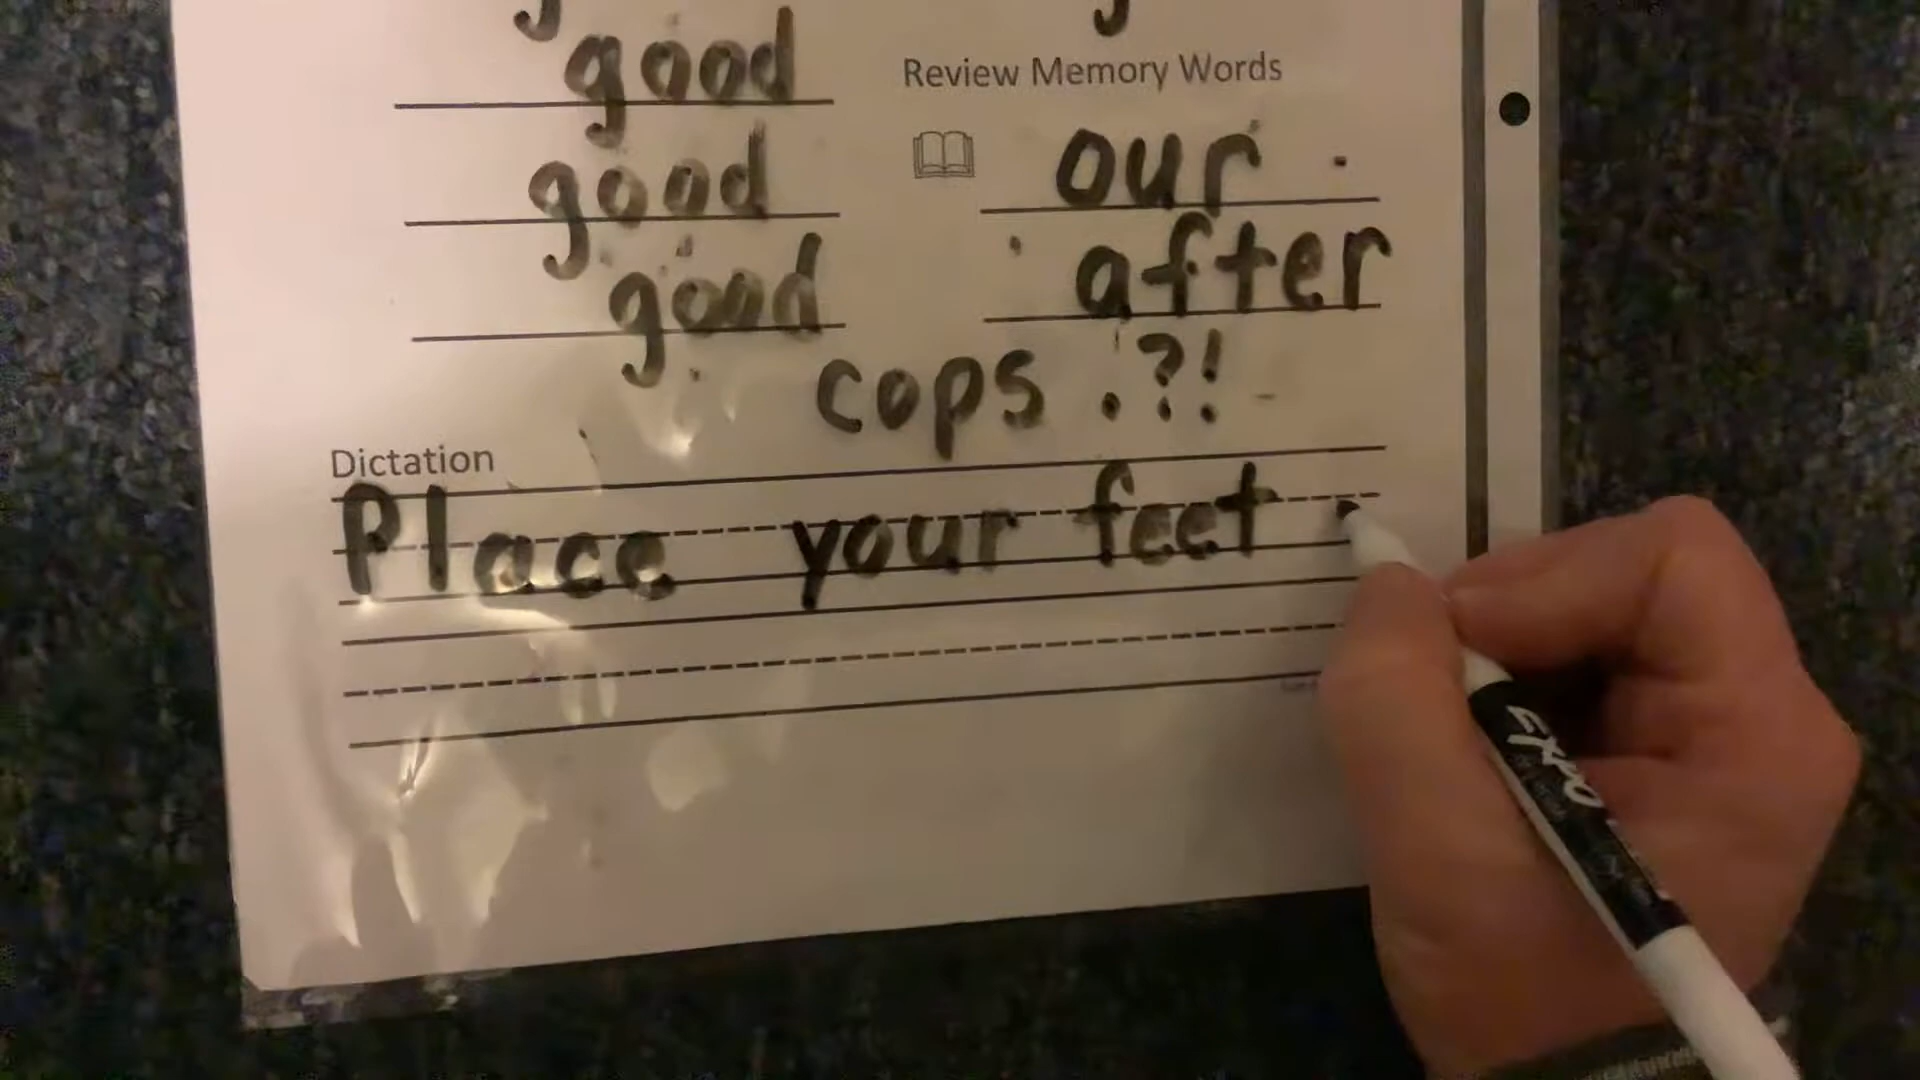 good
good
good
Review Memory Words
our
after
cops .?!
Dictation
Place your feet
EXPO